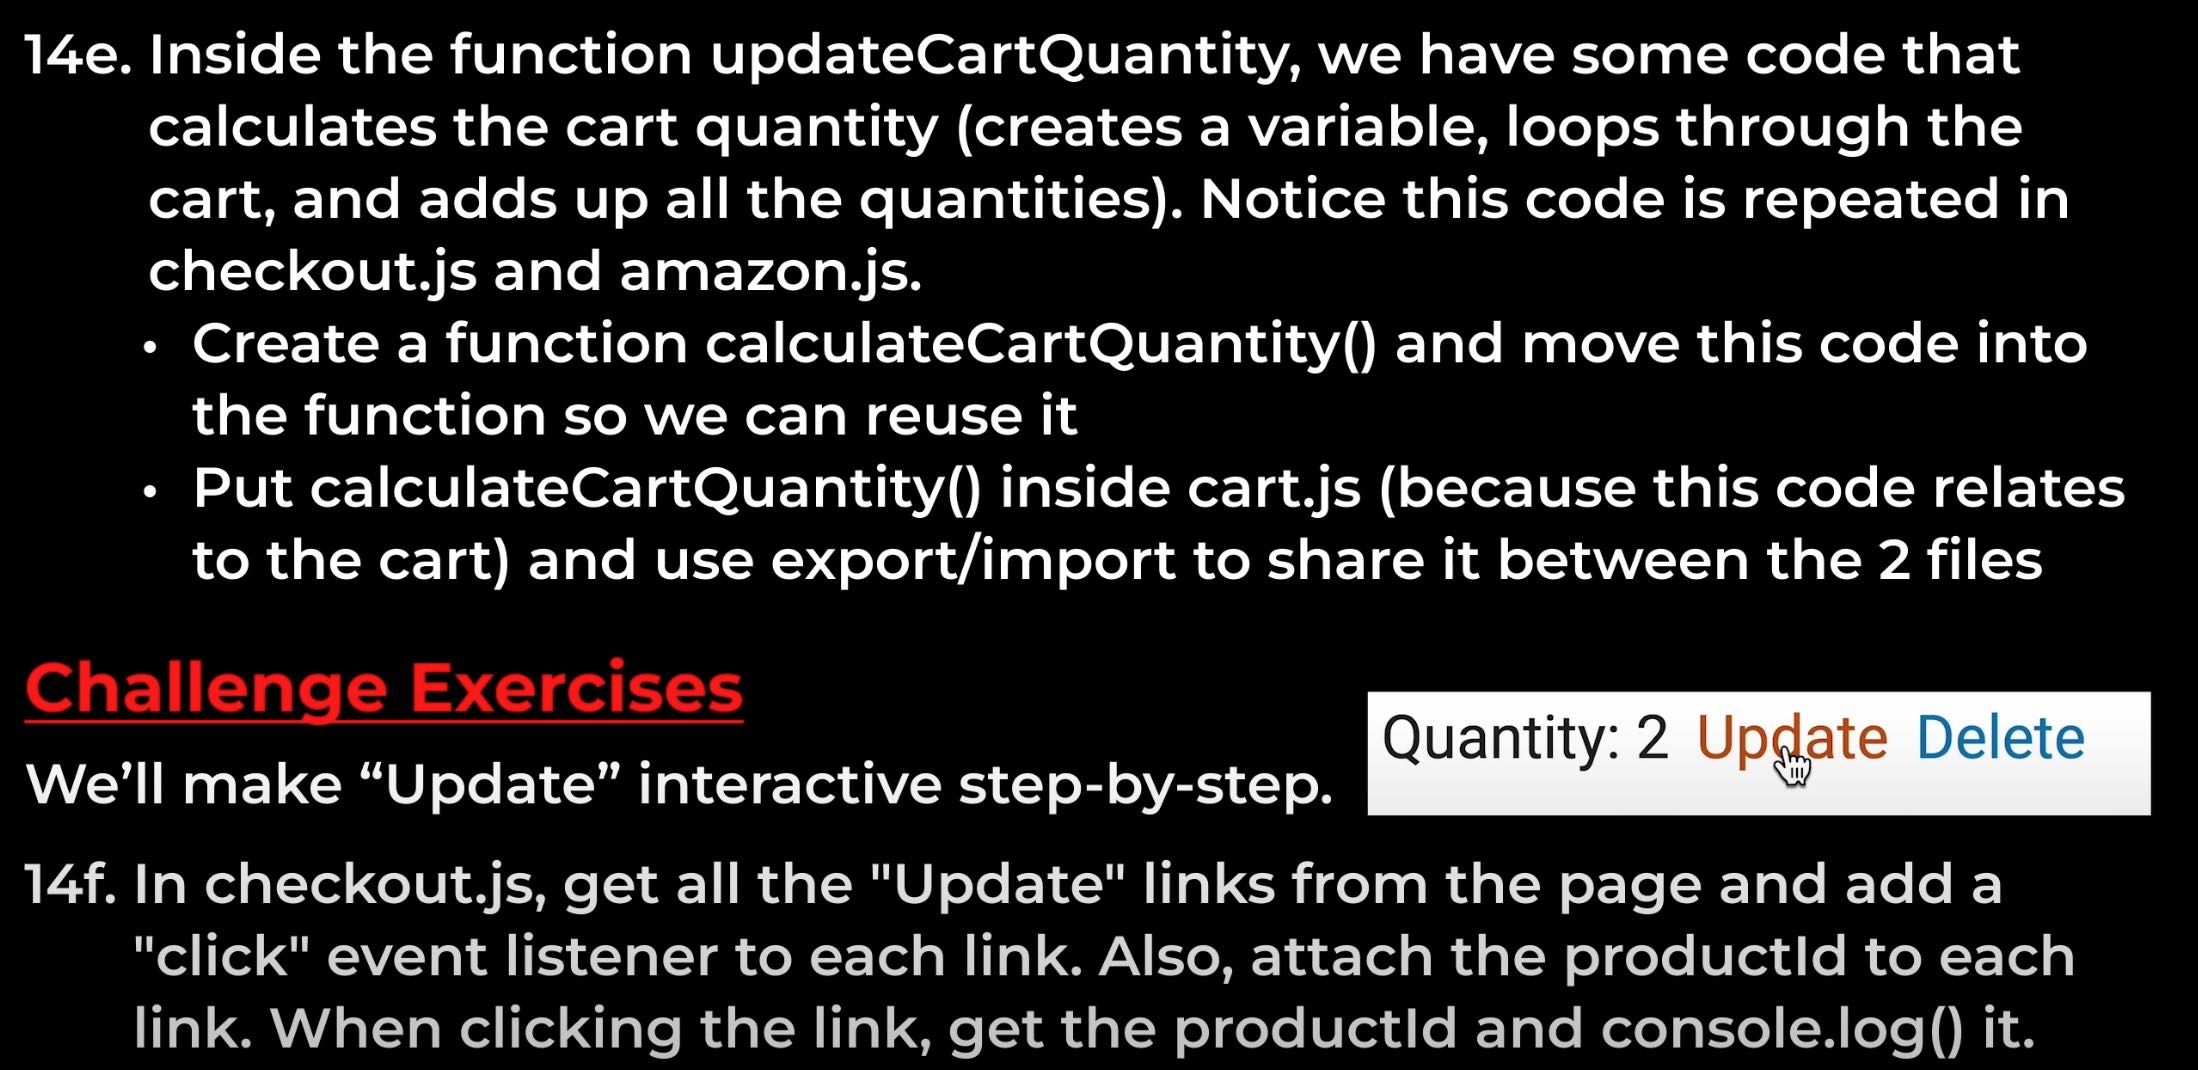 14e. Inside the function updateCartQuantity, we have some code that
calculates the cart quantity (creates a variable, loops through the
cart, and adds up all the quantities). Notice this code is repeated in
checkout.js and amazon.js.
• Create a function calculateCartQuantity() and move this code into
the function so we can reuse it
• Put calculateCartQuantity() inside cart.js (because this code relates
to the cart) and use export/import to share it between the 2 files
Challenge Exercises
We’ll make “Update” interactive step-by-step.
Quantity: 2 Update Delete
14f. In checkout.js, get all the "Update" links from the page and add a
"click" event listener to each link. Also, attach the productId to each
link. When clicking the link, get the productId and console.log() it.